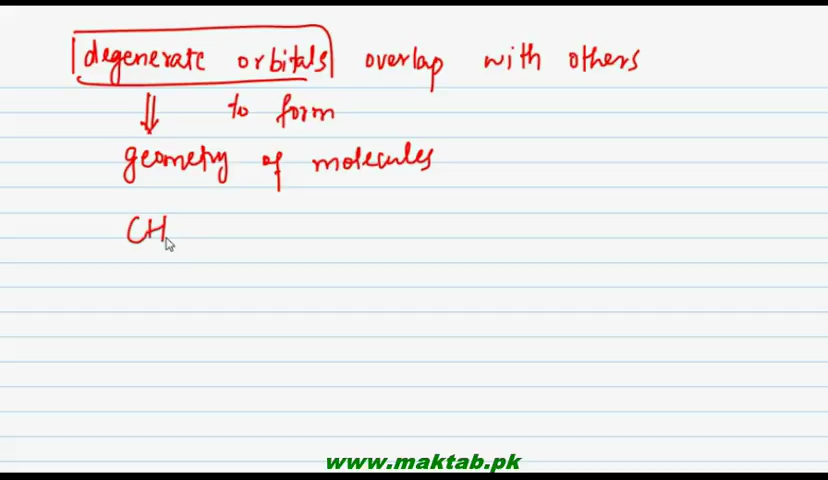 degenerate orbitals overlap with others
to form
geometry of molecules
CH
www.maktab.pk